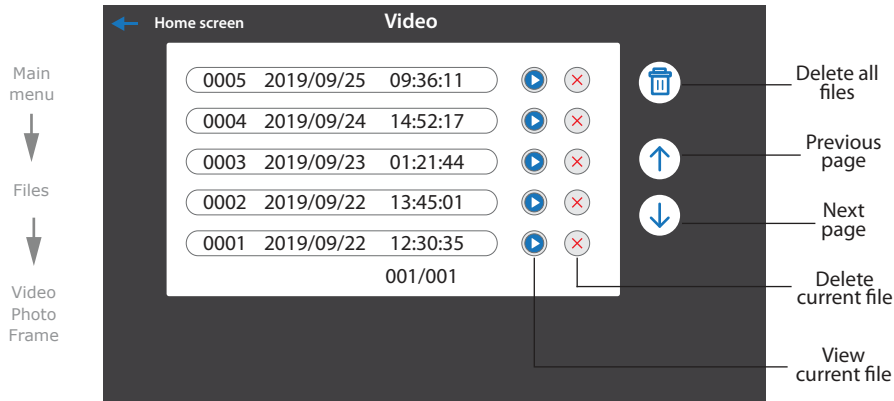 Home screen
Video
Main
menu
Files
Video
Photo
Frame
0005 2019/09/25 09:36:11
0004 2019/09/24 14:52:17
0003 2019/09/23 01:21:44
0002 2019/09/22 13:45:01
0001 2019/09/22 12:30:35
001/001
Delete all
files
Previous
page
Next
page
Delete
current file
View
current file